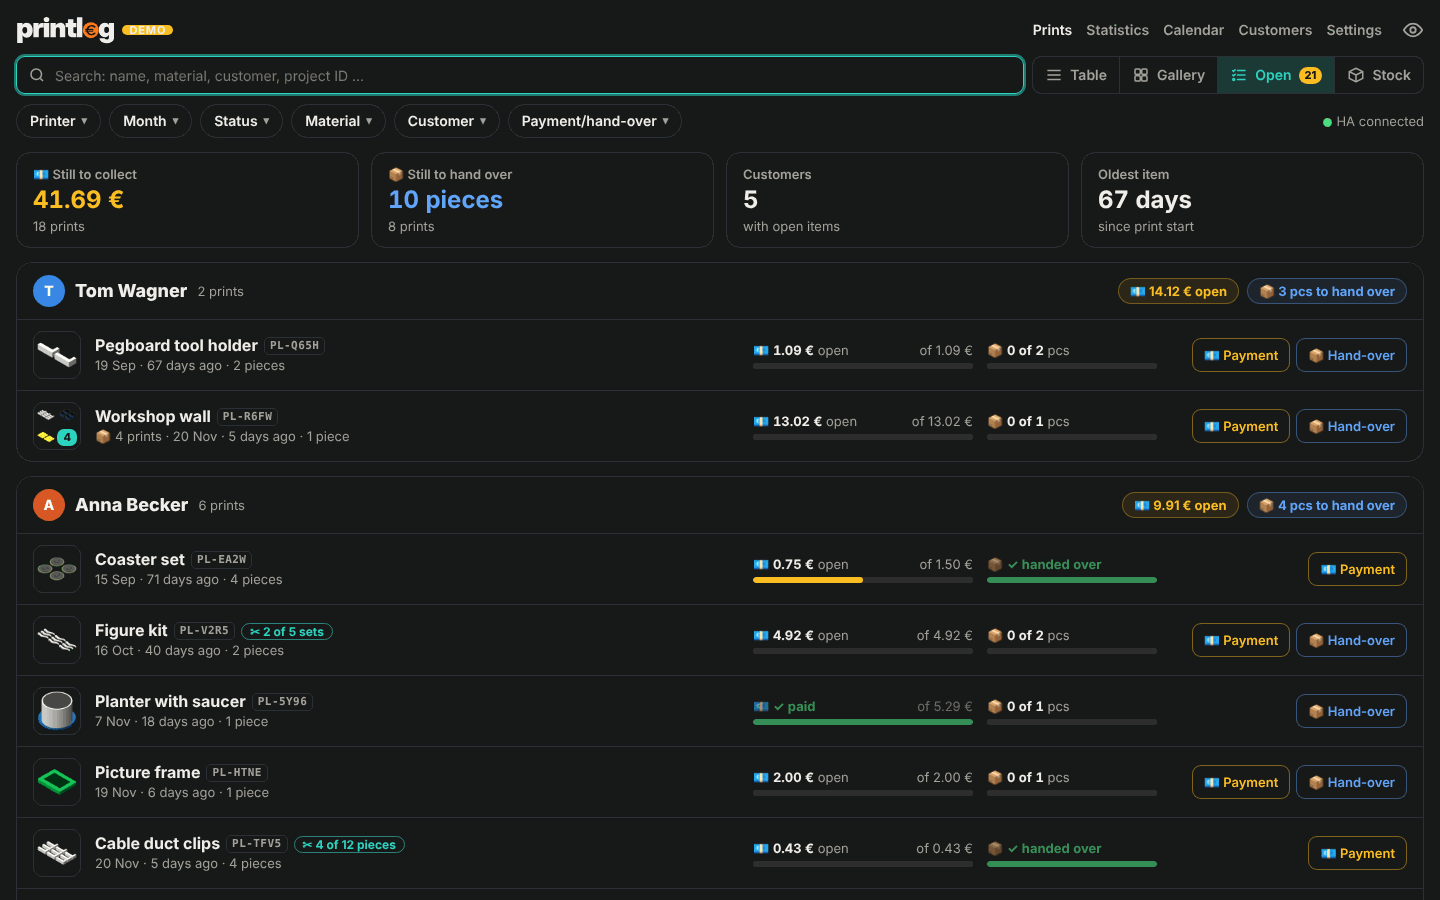 printlog DEMO
Prints Statistics Calendar Customers Settings
Search: name, material, customer, project ID ...
Table Gallery Open 21 Stock
Printer ▾ Month ▾ Status ▾ Material ▾ Customer ▾ Payment/hand-over ▾
HA connected
Still to collect
41.69 €
18 prints
Still to hand over
10 pieces
8 prints
Customers
5
with open items
Oldest item
67 days
since print start
T Tom Wagner 2 prints
14.12 € open 3 pcs to hand over
Pegboard tool holder PL-Q65H
19 Sep · 67 days ago · 2 pieces
1.09 € open of 1.09 € 0 of 2 pcs
Payment Hand-over
4
Workshop wall PL-R6FW
4 prints · 20 Nov · 5 days ago · 1 piece
13.02 € open of 13.02 € 0 of 1 pcs
Payment Hand-over
A Anna Becker 6 prints
9.91 € open 4 pcs to hand over
Coaster set PL-EA2W
15 Sep · 71 days ago · 4 pieces
0.75 € open of 1.50 € ✓ handed over
Payment
Figure kit PL-V2R5 ✂ 2 of 5 sets
16 Oct · 40 days ago · 2 pieces
4.92 € open of 4.92 € 0 of 2 pcs
Payment Hand-over
Planter with saucer PL-5Y96
7 Nov · 18 days ago · 1 piece
✓ paid of 5.29 € 0 of 1 pcs
Hand-over
Picture frame PL-HTNE
19 Nov · 6 days ago · 1 piece
2.00 € open of 2.00 € 0 of 1 pcs
Payment Hand-over
Cable duct clips PL-TFV5 ✂ 4 of 12 pieces
20 Nov · 5 days ago · 4 pieces
0.43 € open of 0.43 € ✓ handed over
Payment